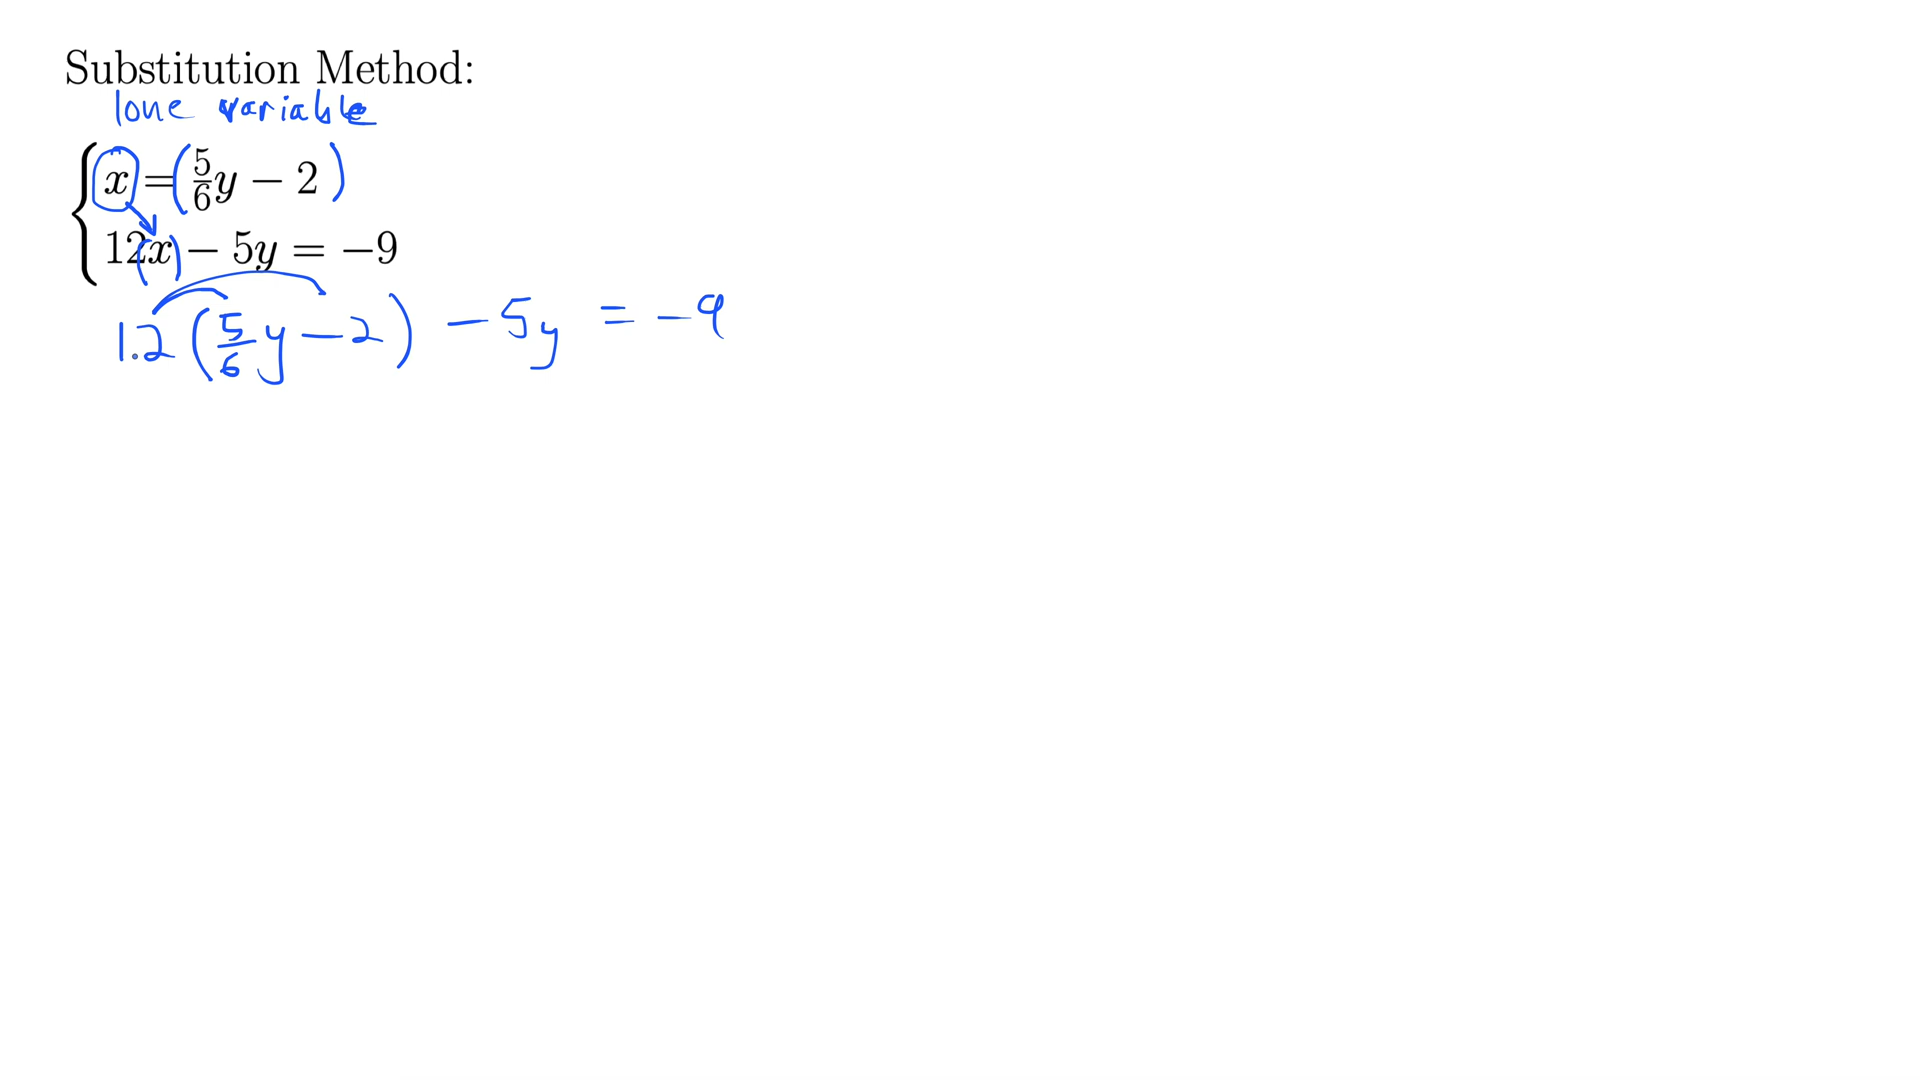 Substitution Method:
lone variable
x = (5/6 y − 2)
12(x) − 5y = −9
12(5/6 y − 2) − 5y = −9